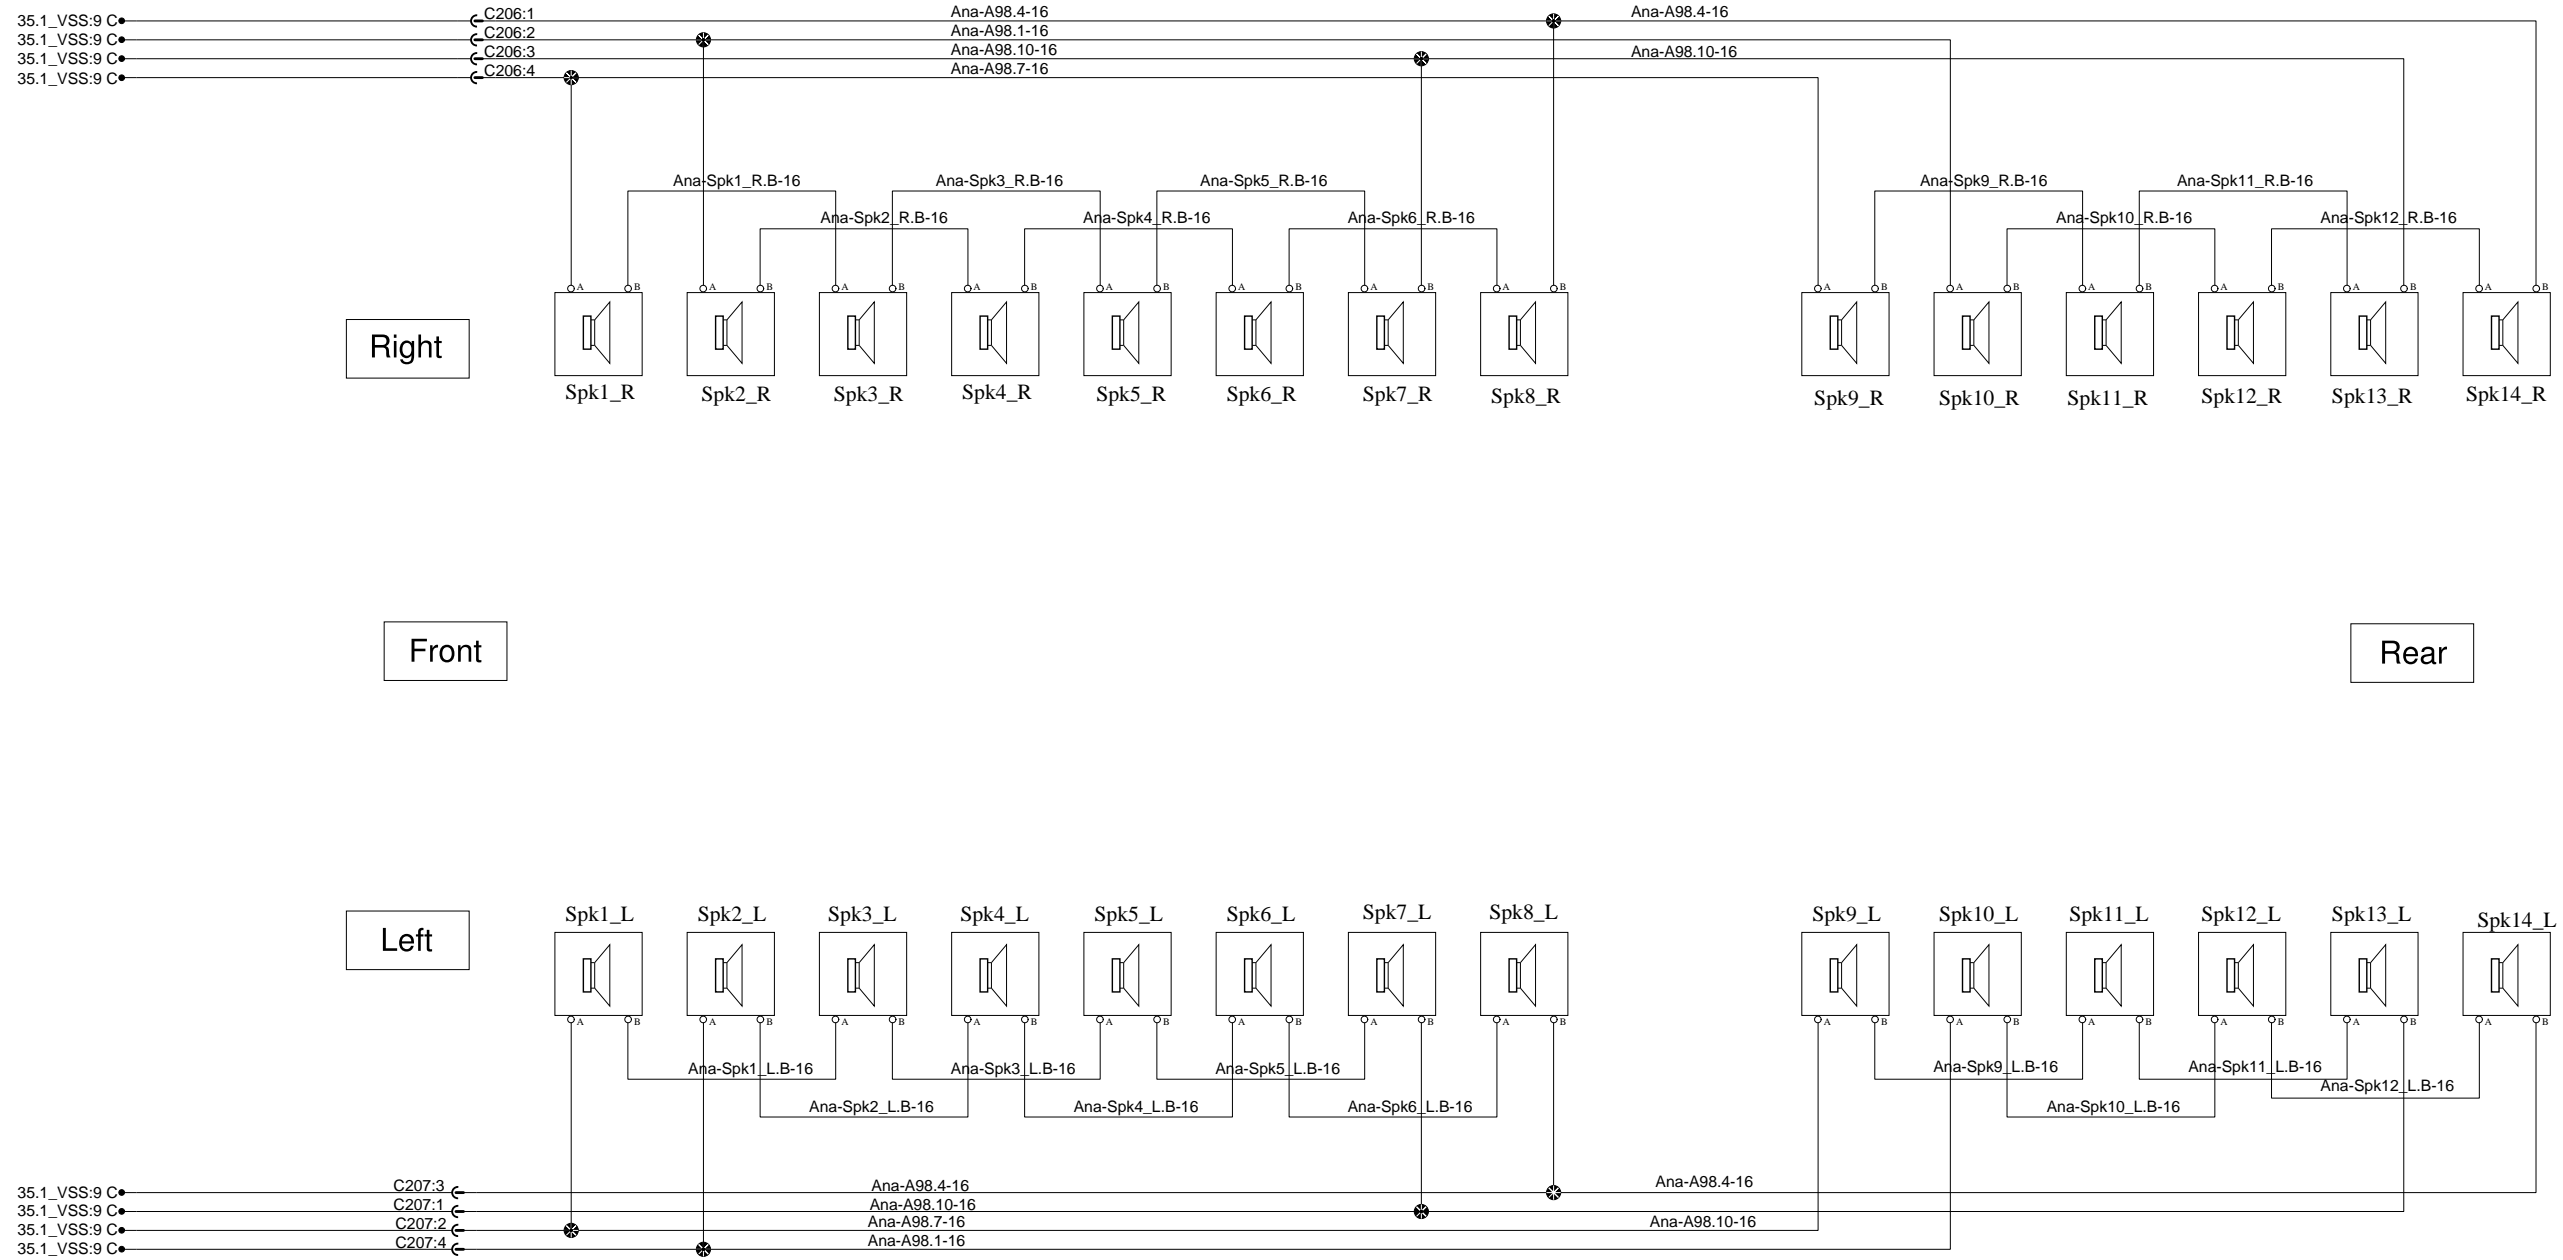 35.1_VSS:9 C C206:1 Ana-A98.4-16 Ana-A98.4-16
35.1_VSS:9 C C206:2 Ana-A98.1-16
35.1_VSS:9 C C206:3 Ana-A98.10-16 Ana-A98.10-16
35.1_VSS:9 C C206:4 Ana-A98.7-16
Ana-Spk1_R.B-16 Ana-Spk3_R.B-16 Ana-Spk5_R.B-16 Ana-Spk9_R.B-16 Ana-Spk11_R.B-16
Ana-Spk2_R.B-16 Ana-Spk4_R.B-16 Ana-Spk6_R.B-16 Ana-Spk10_R.B-16 Ana-Spk12_R.B-16
A B A B A B A B A B A B A B A B A B A B A B A B A B A B
Right
Spk1_R Spk2_R Spk3_R Spk4_R Spk5_R Spk6_R Spk7_R Spk8_R Spk9_R Spk10_R Spk11_R Spk12_R Spk13_R Spk14_R
Front Rear
Spk1_L Spk2_L Spk3_L Spk4_L Spk5_L Spk6_L Spk7_L Spk8_L Spk9_L Spk10_L Spk11_L Spk12_L Spk13_L Spk14_L
Left
A B A B A B A B A B A B A B A B A B A B A B A B A B A B
Ana-Spk1_L.B-16 Ana-Spk3_L.B-16 Ana-Spk5_L.B-16 Ana-Spk9_L.B-16 Ana-Spk11_L.B-16
Ana-Spk12_L.B-16
Ana-Spk2_L.B-16 Ana-Spk4_L.B-16 Ana-Spk6_L.B-16 Ana-Spk10_L.B-16
35.1_VSS:9 C C207:3 Ana-A98.4-16 Ana-A98.4-16
35.1_VSS:9 C C207:1 Ana-A98.10-16
35.1_VSS:9 C C207:2 Ana-A98.7-16 Ana-A98.10-16
35.1_VSS:9 C C207:4 Ana-A98.1-16